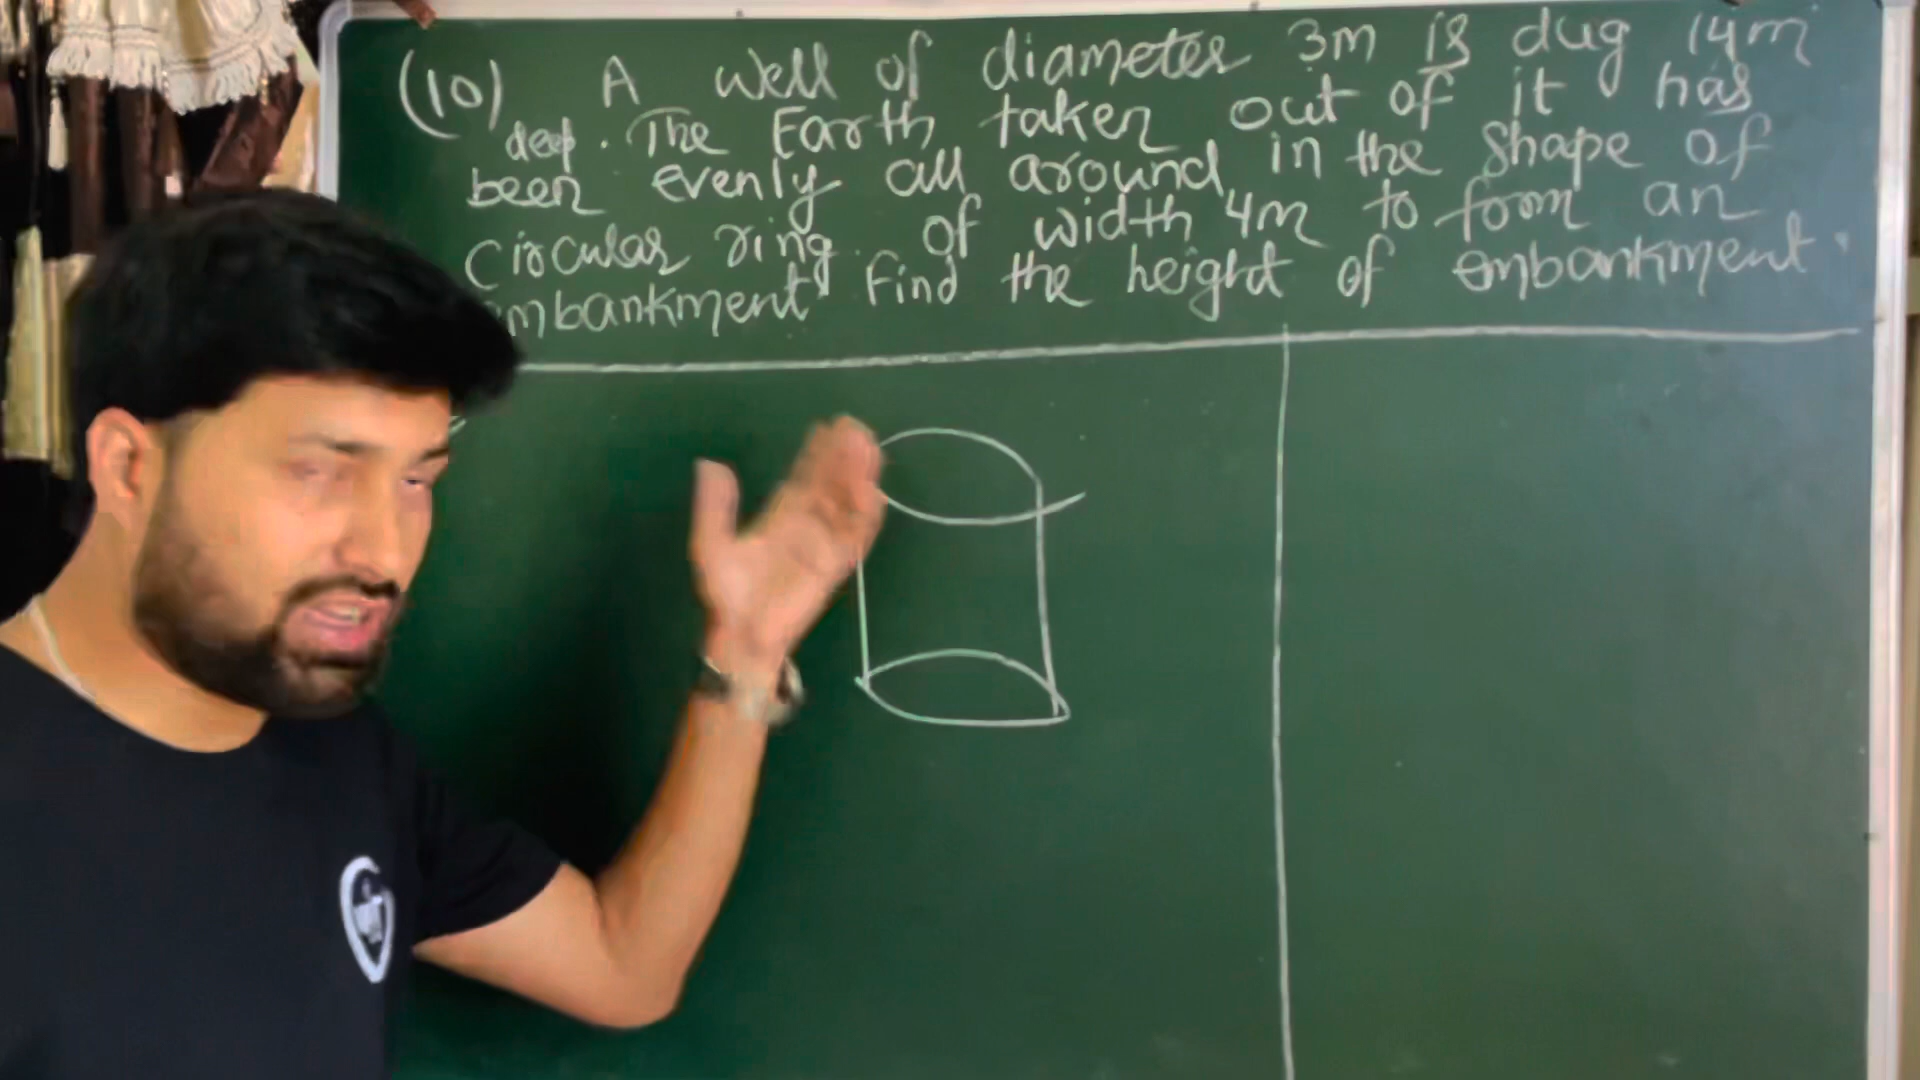 (10) A well of diameter 3m is dug 14m
deep. The Earth taken out of it has
been evenly all around in the shape of
Circular ring of width 4m to form an
embankment Find the height of embankment.